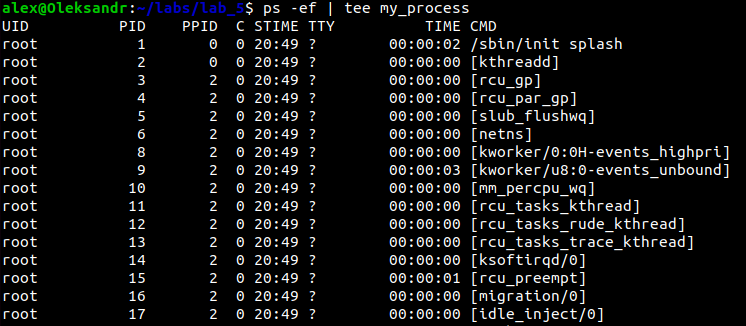 alex@Oleksandr:~/labs/lab_5$ ps -ef | tee my_process
UID          PID    PPID  C STIME TTY          TIME CMD
root           1       0  0 20:49 ?        00:00:02 /sbin/init splash
root           2       0  0 20:49 ?        00:00:00 [kthreadd]
root           3       2  0 20:49 ?        00:00:00 [rcu_gp]
root           4       2  0 20:49 ?        00:00:00 [rcu_par_gp]
root           5       2  0 20:49 ?        00:00:00 [slub_flushwq]
root           6       2  0 20:49 ?        00:00:00 [netns]
root           8       2  0 20:49 ?        00:00:00 [kworker/0:0H-events_highpri]
root           9       2  0 20:49 ?        00:00:03 [kworker/u8:0-events_unbound]
root          10       2  0 20:49 ?        00:00:00 [mm_percpu_wq]
root          11       2  0 20:49 ?        00:00:00 [rcu_tasks_kthread]
root          12       2  0 20:49 ?        00:00:00 [rcu_tasks_rude_kthread]
root          13       2  0 20:49 ?        00:00:00 [rcu_tasks_trace_kthread]
root          14       2  0 20:49 ?        00:00:00 [ksoftirqd/0]
root          15       2  0 20:49 ?        00:00:01 [rcu_preempt]
root          16       2  0 20:49 ?        00:00:00 [migration/0]
root          17       2  0 20:49 ?        00:00:00 [idle_inject/0]